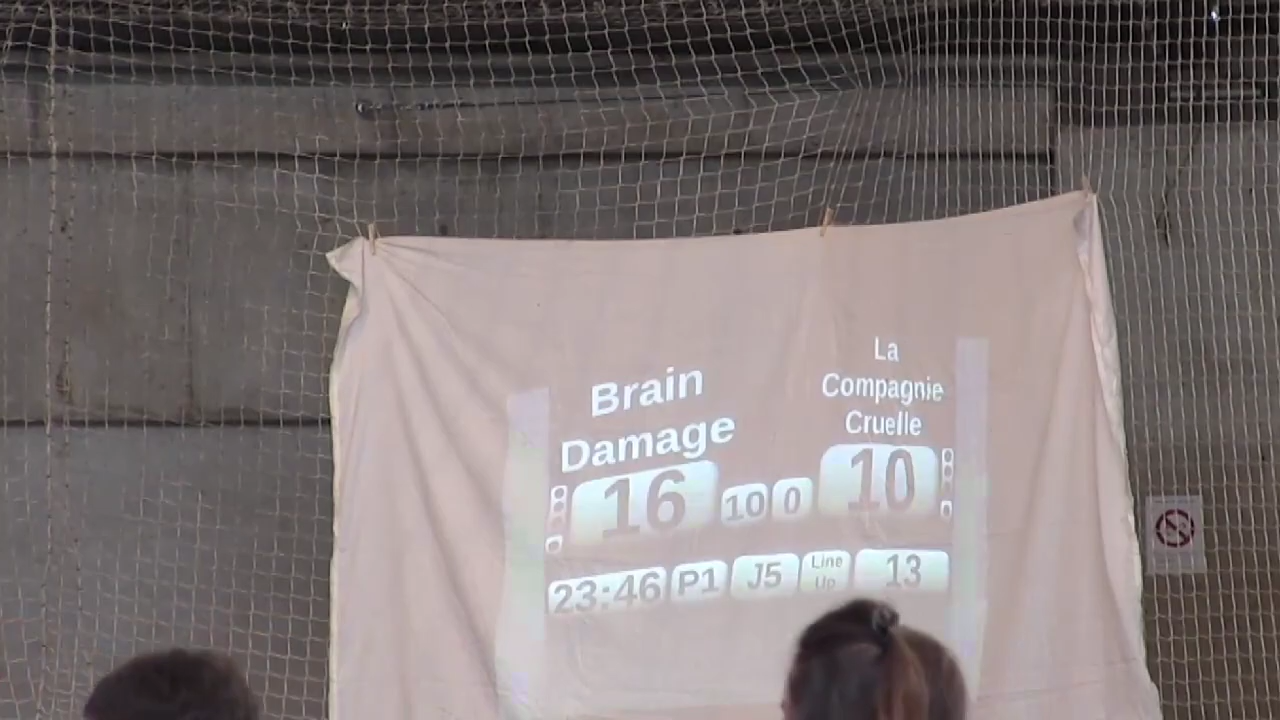 Brain
Damage
La
Compagnie
Cruelle
16 10 0 10
23:46 P1 J5 Line Up 13